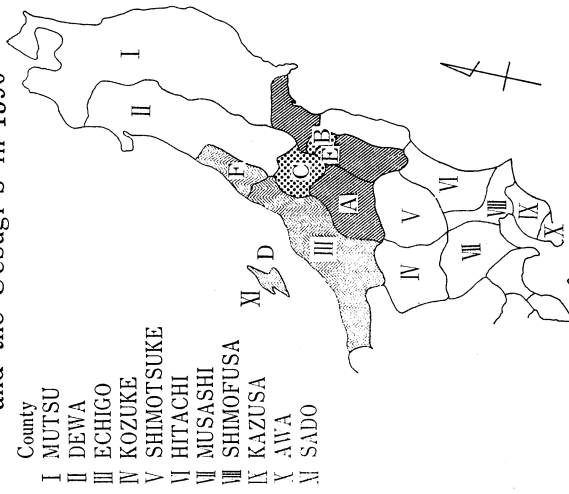 and the Uesugi's in
County
I MUTSU
II DEWA
III ECHIGO
IV KOZUKE
V SHIMOTSUKE
VI HITACHI
VII MUSASHI
VIII SHIMOFUSA
IX KAZUSA
X AWA
XI SADO
I
II
F
B
E
C
A
III
XI D
VI
V
IV
VIII
VII
IX
X